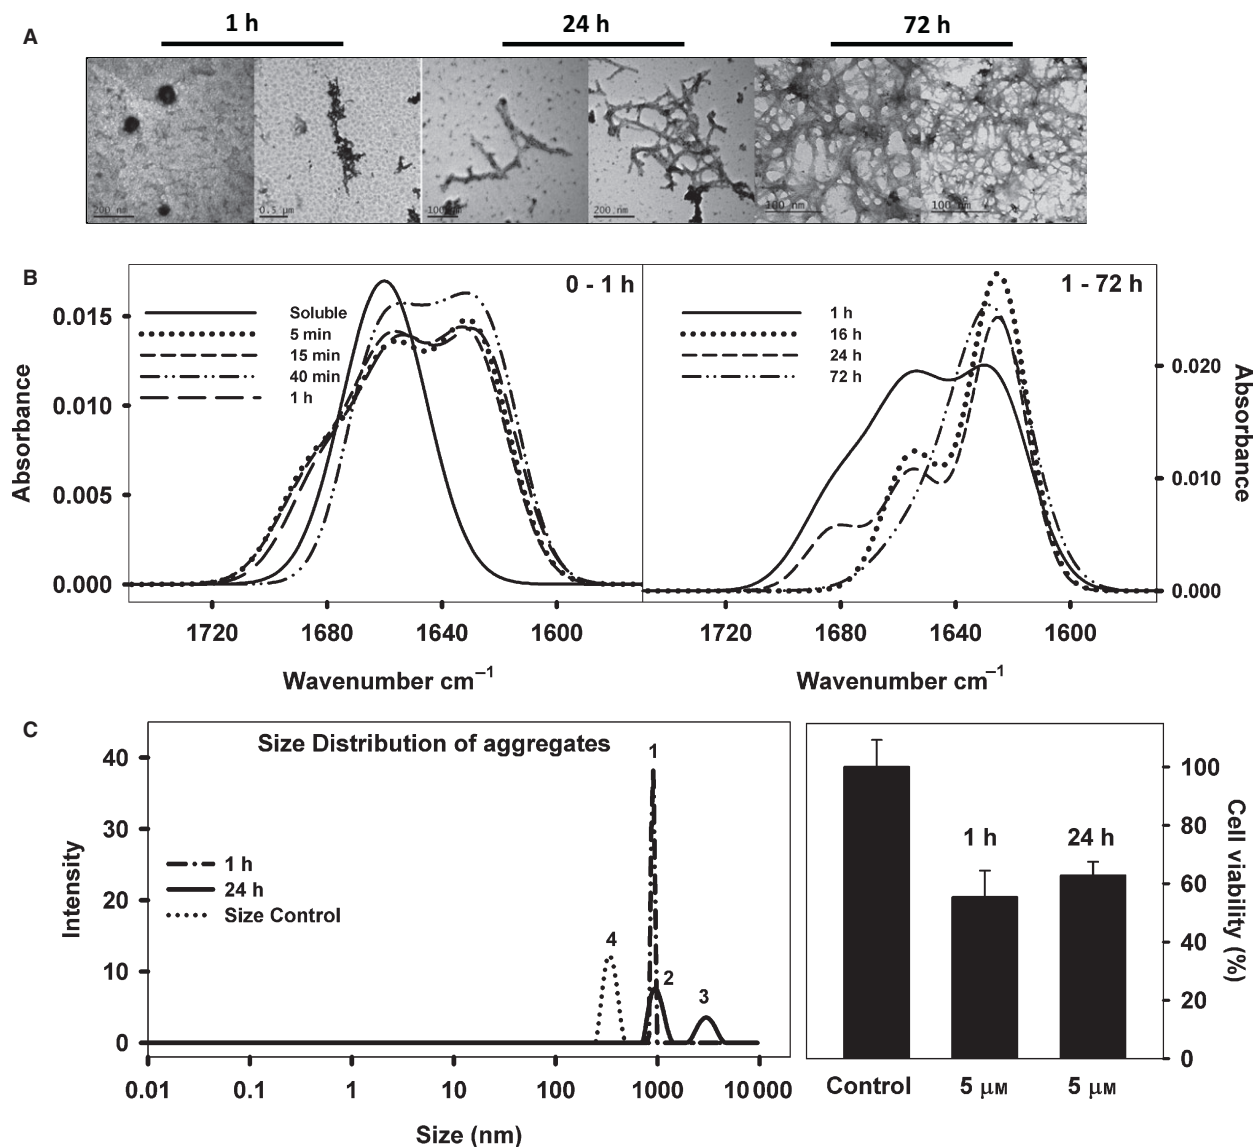 A
1 h
24 h
72 h
200 nm
0.5 µm
100 nm
200 nm
100 nm
100 nm
B
0 - 1 h
Soluble
5 min
15 min
40 min
1 h
0.015
0.010
0.005
0.000
Absorbance
1720
1680
1640
1600
Wavenumber cm⁻¹
1 - 72 h
1 h
16 h
24 h
72 h
0.020
0.010
0.000
Absorbance
1720
1680
1640
1600
Wavenumber cm⁻¹
C
Size Distribution of aggregates
1
2
3
4
1 h
24 h
Size Control
40
30
20
10
0
Intensity
0.01
0.1
1
10
100
1000
10 000
Size (nm)
1 h
24 h
100
80
60
40
20
0
Cell viability (%)
Control
5 µM
5 µM